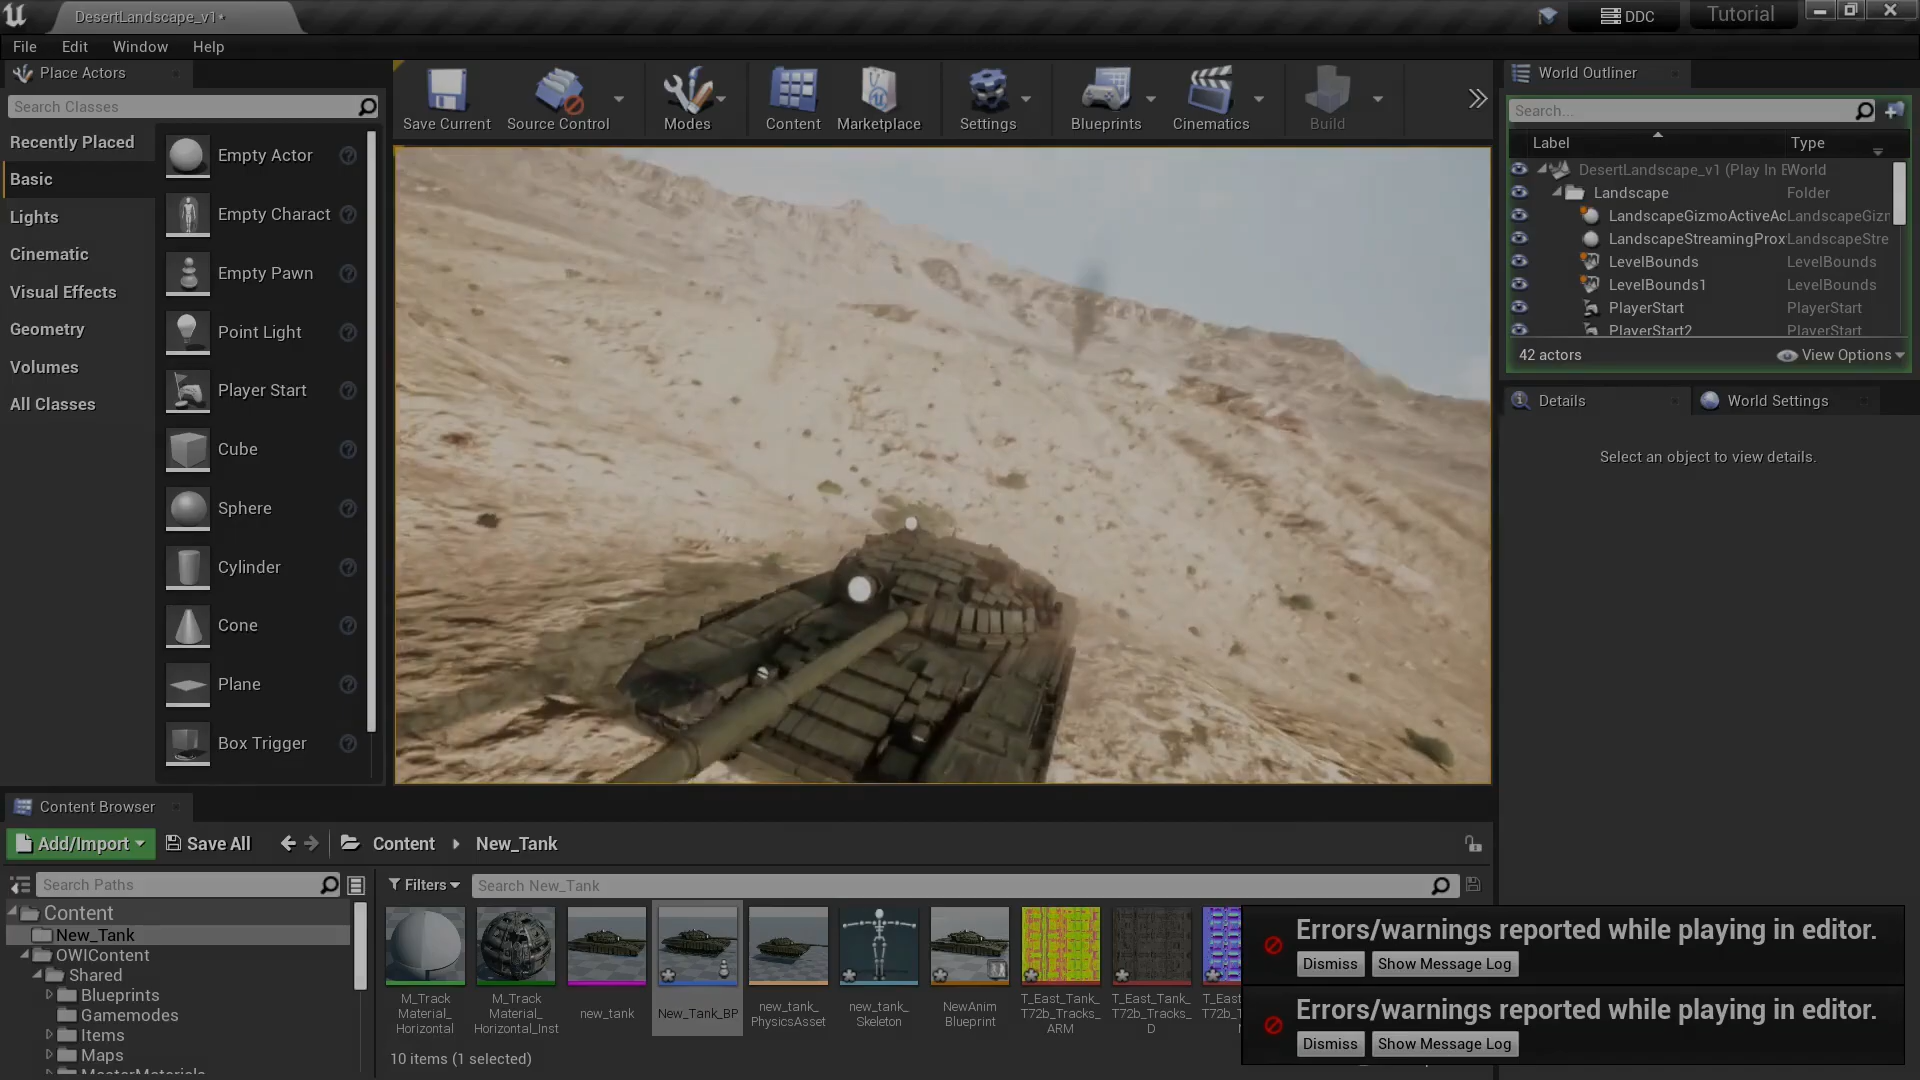 DesertLandscape_v1*
DDC
Tutorial
File Edit Window Help
Place Actors
Search Classes
Recently Placed
Basic
Lights
Cinematic
Visual Effects
Geometry
Volumes
All Classes
Empty Actor
Empty Charact
Empty Pawn
Point Light
Player Start
Cube
Sphere
Cylinder
Cone
Plane
Box Trigger
Save Current
Source Control
Modes
Content
Marketplace
Settings
Blueprints
Cinematics
Build
World Outliner
Search...
Label Type
DesertLandscape_v1 (Play In E World
Landscape Folder
LandscapeGizmoActiveAc LandscapeGizm
LandscapeStreamingProx LandscapeStre
LevelBounds LevelBounds
LevelBounds1 LevelBounds
PlayerStart PlayerStart
PlayerStart2 PlayerStart
42 actors
View Options
Details
World Settings
Select an object to view details.
Content Browser
Add/Import
Save All
Content
New_Tank
Search Paths
Filters
Search New_Tank
Content
New_Tank
OWIContent
Shared
Blueprints
Gamemodes
Items
Maps
MasterMaterials
M_Track
Material_
Horizontal
M_Track
Material_
Horizontal_Inst
new_tank
New_Tank_BP
new_tank_
PhysicsAsset
new_tank_
Skeleton
NewAnim
Blueprint
T_East_Tank_
T72b_Tracks_
ARM
T_East_Tank_
T72b_Tracks_
D
T_East
T72b_T
10 items (1 selected)
Errors/warnings reported while playing in editor.
Dismiss
Show Message Log
Errors/warnings reported while playing in editor.
Dismiss
Show Message Log